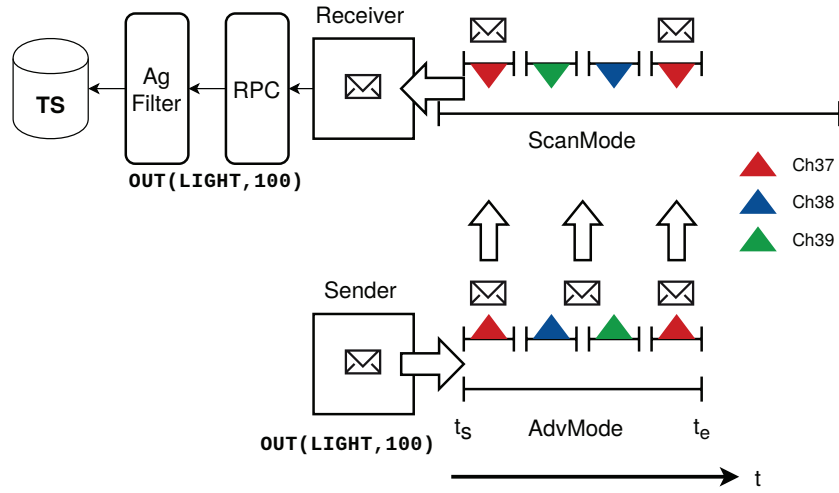 Receiver
TS
Ag
Filter
RPC
OUT(LIGHT,100)
ScanMode
Ch37
Ch38
Ch39
Sender
OUT(LIGHT,100)
ts
AdvMode
te
t